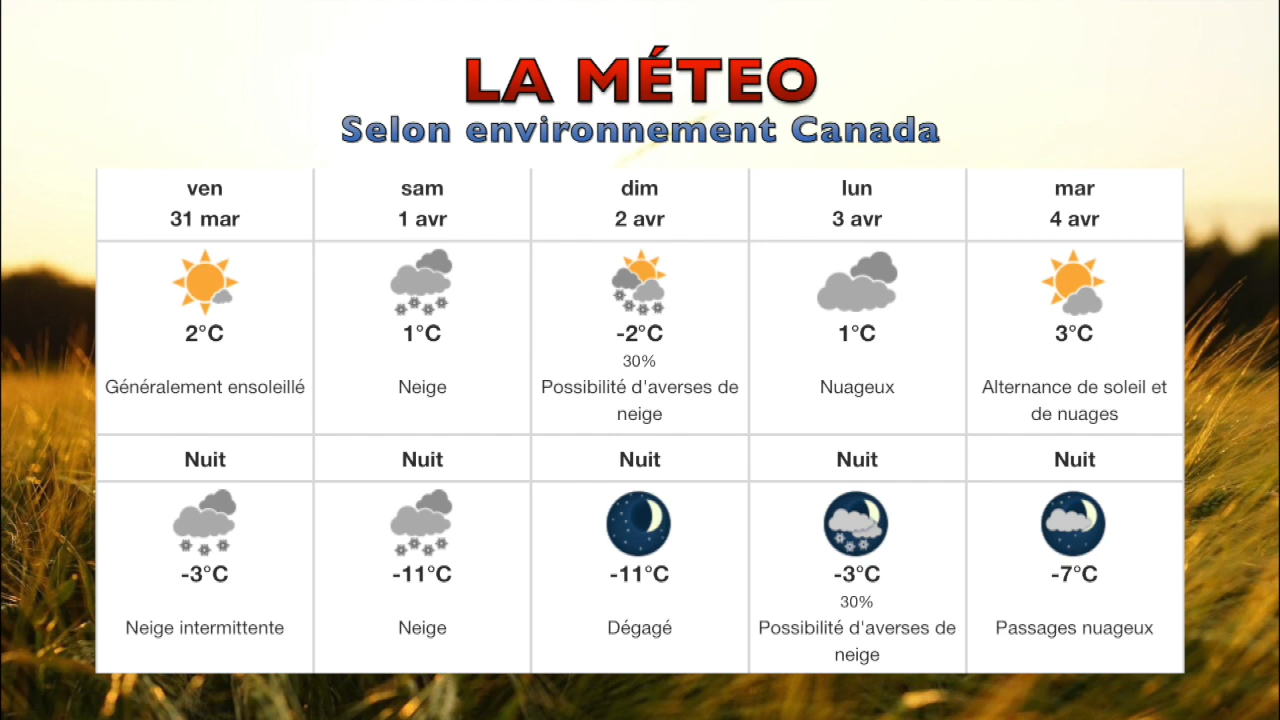 LA MÉTEO
Selon environnement Canada
ven
31 mar
sam
1 avr
dim
2 avr
lun
3 avr
mar
4 avr
2°C
Généralement ensoleillé
1°C
Neige
-2°C
30%
Possibilité d'averses de
neige
1°C
Nuageux
3°C
Alternance de soleil et
de nuages
Nuit
Nuit
Nuit
Nuit
Nuit
-3°C
Neige intermittente
-11°C
Neige
-11°C
Dégagé
-3°C
30%
Possibilité d'averses de
neige
-7°C
Passages nuageux